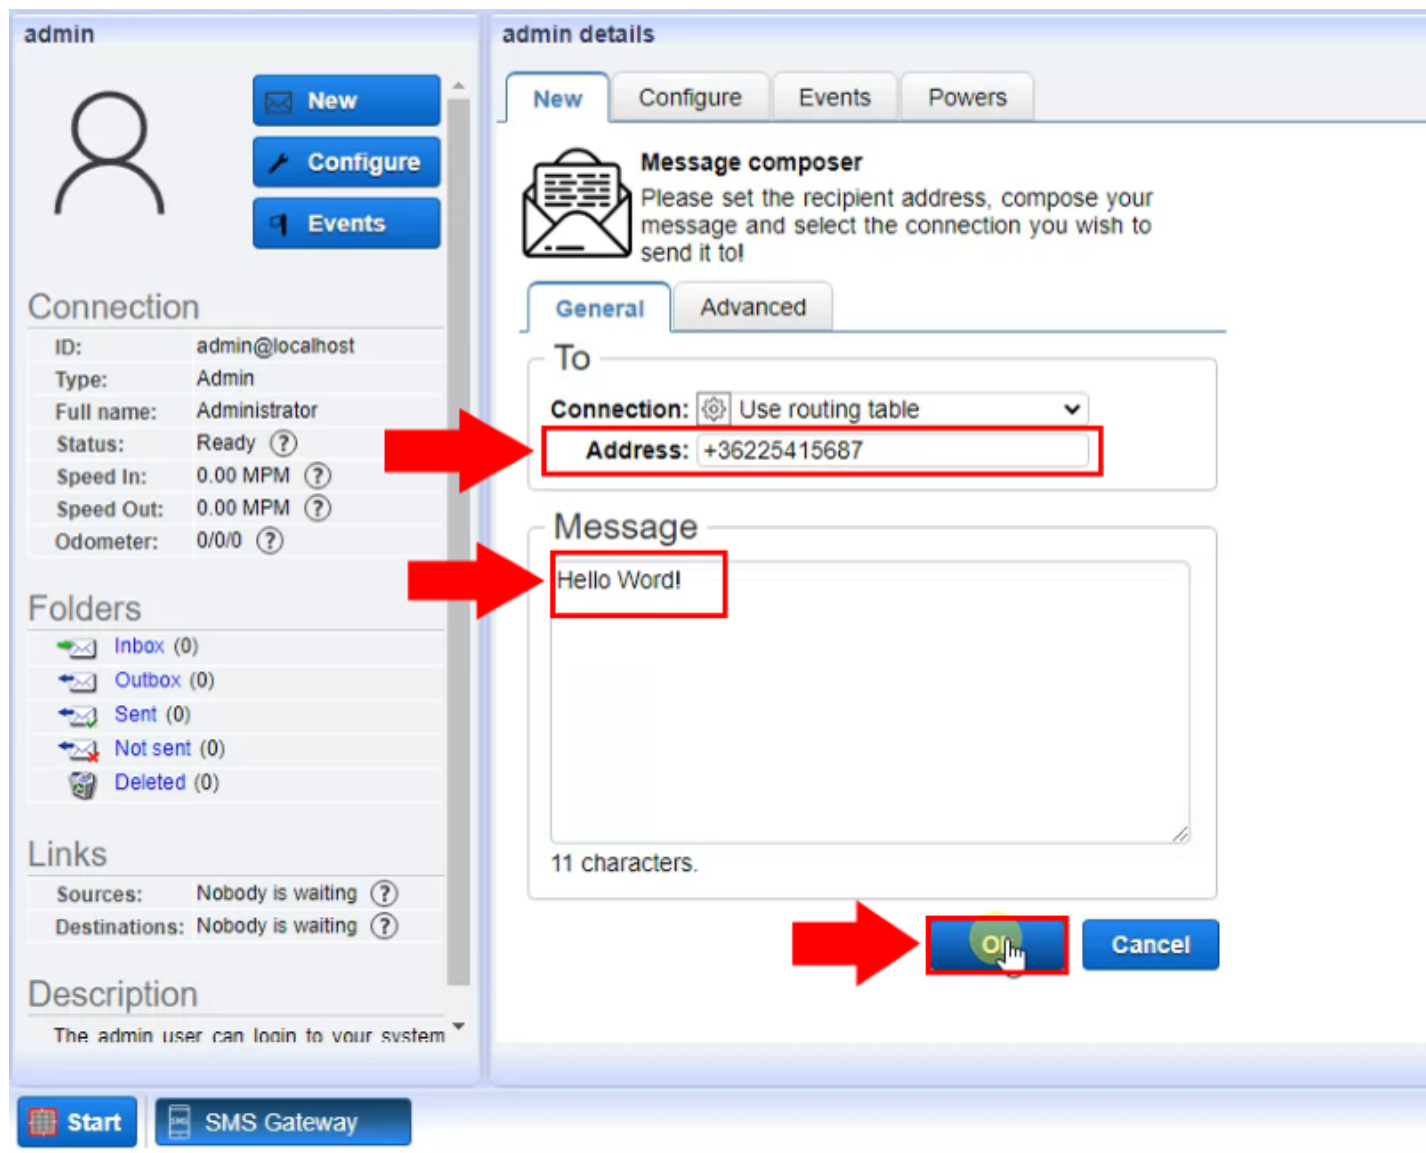 admin
New
Configure
Events
Connection
ID: admin@localhost
Type: Admin
Full name: Administrator
Status: Ready ?
Speed In: 0.00 MPM ?
Speed Out: 0.00 MPM ?
Odometer: 0/0/0 ?
Folders
Inbox (0)
Outbox (0)
Sent (0)
Not sent (0)
Deleted (0)
Links
Sources: Nobody is waiting ?
Destinations: Nobody is waiting ?
Description
The admin user can login to your system
admin details
New Configure Events Powers
Message composer
Please set the recipient address, compose your
message and select the connection you wish to
send it to!
General Advanced
To
Connection: Use routing table
Address: +36225415687
Message
Hello Word!
11 characters.
Cancel
Start SMS Gateway